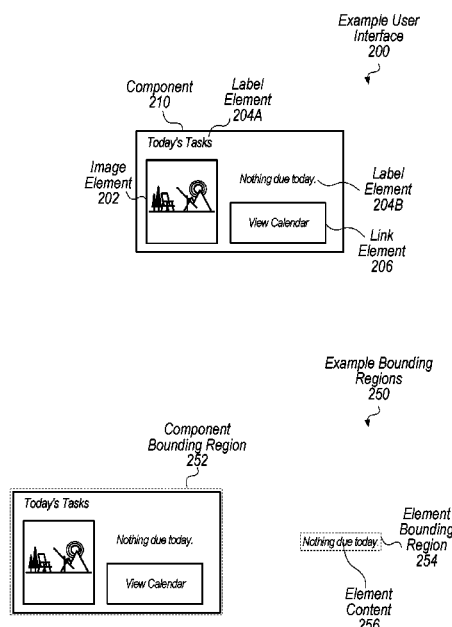 Example User
Interface
200
Component
210
Label
Element
204A
Today's Tasks
Image
Element
202
Nothing due today.
Label
Element
204B
View Calendar
Link
Element
206
Example Bounding
Regions
250
Component
Bounding Region
252
Today's Tasks
Nothing due today.
View Calendar
Nothing due today.
Element
Bounding
Region
254
Element
Content
256